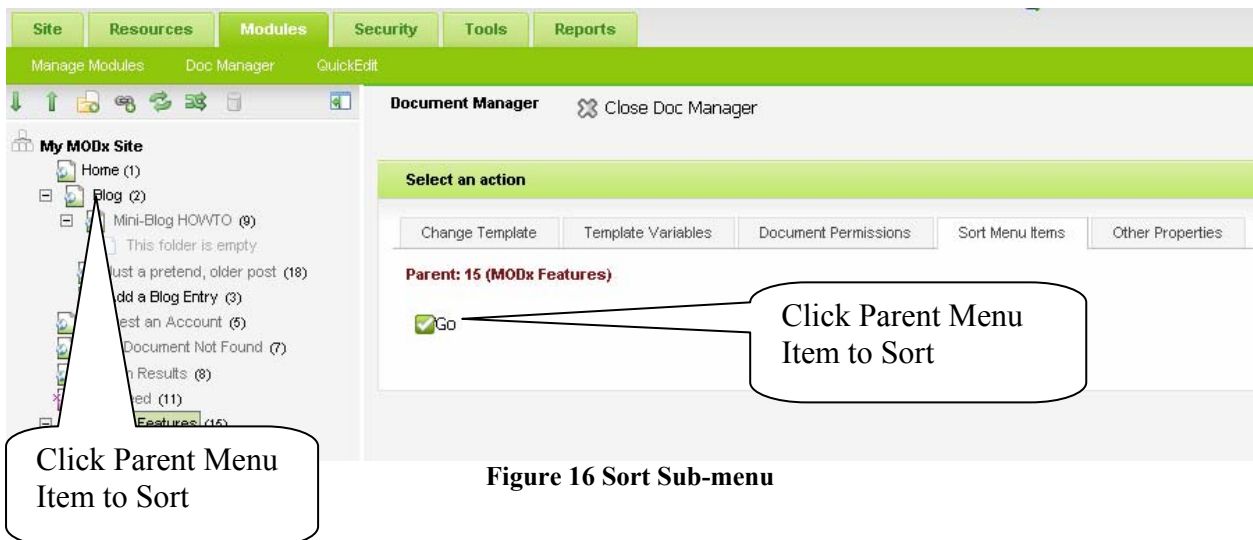 Site Resources Modules Security Tools Reports
Manage Modules Doc Manager QuickEdit
Document Manager Close Doc Manager
My MODx Site
Home (1)
Blog (2)
Mini-Blog HOWTO (9)
This folder is empty
ust a pretend, older post (18)
dd a Blog Entry (3)
est an Account (5)
Document Not Found (7)
Results (8)
ed (11)
Features (15)
Select an action
Change Template Template Variables Document Permissions Sort Menu Items Other Properties
Parent: 15 (MODx Features)
Go
Click Parent Menu
Item to Sort
Click Parent Menu
Item to Sort
Figure 16 Sort Sub-menu